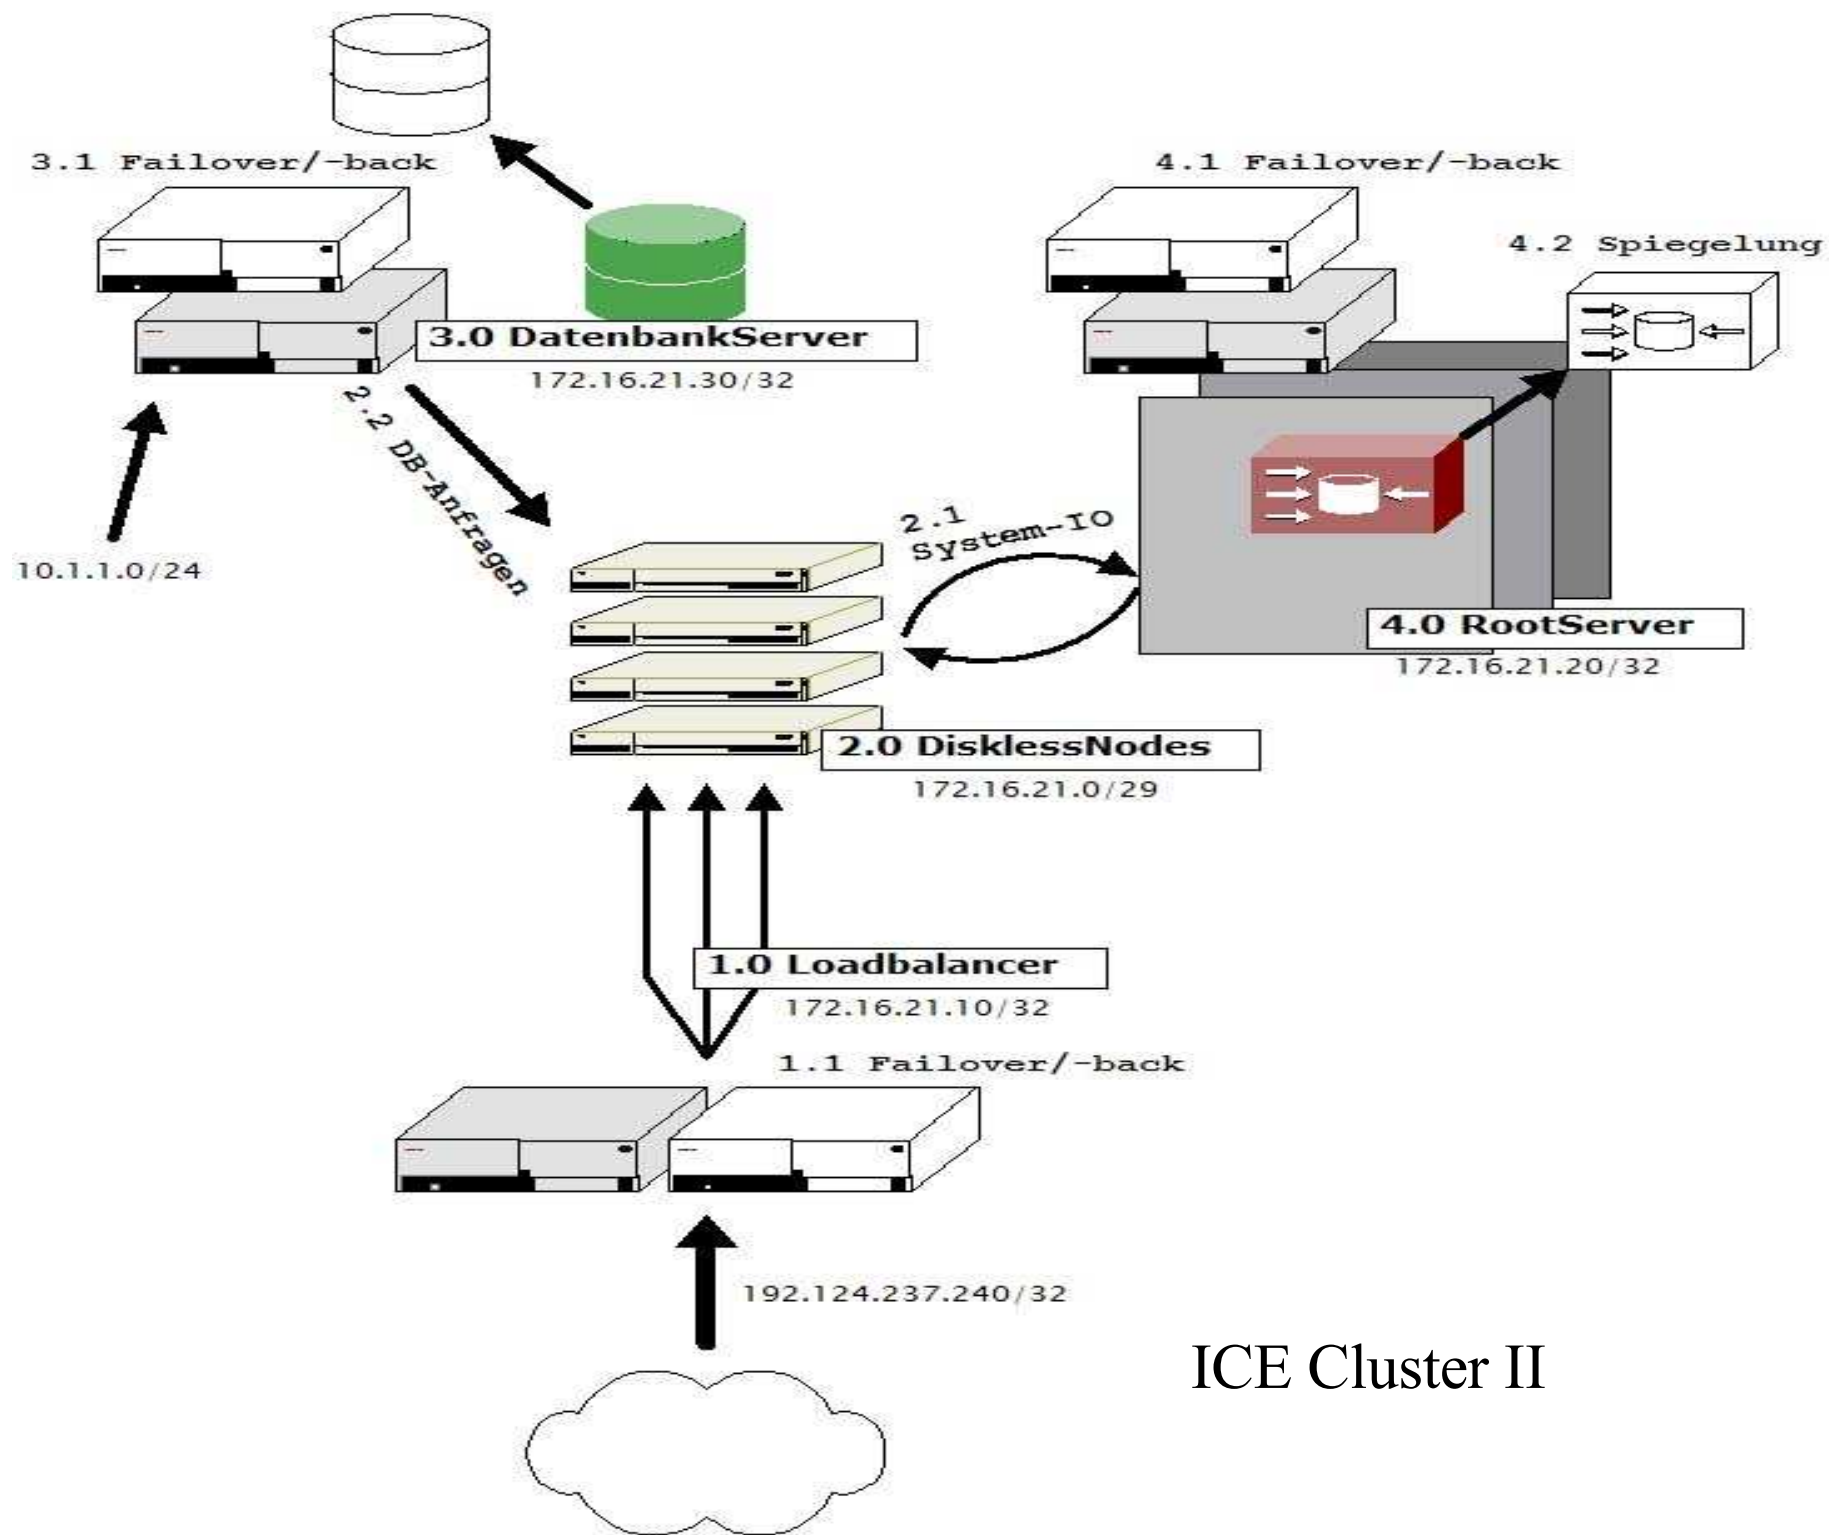 3.1 Failover/-back
4.1 Failover/-back
4.2 Spiegelung
3.0 DatenbankServer
172.16.21.30/32
2.2 DB-Anfragen
10.1.1.0/24
2.1
System-IO
4.0 RootServer
172.16.21.20/32
2.0 DisklessNodes
172.16.21.0/29
1.0 Loadbalancer
172.16.21.10/32
1.1 Failover/-back
192.124.237.240/32
ICE Cluster II